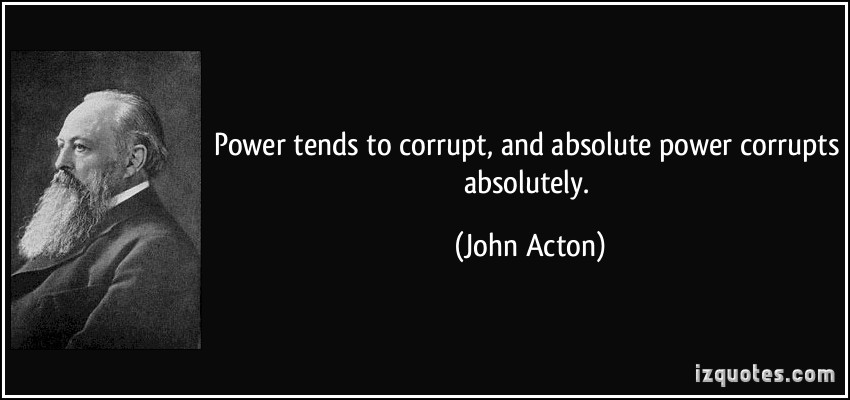 Power tends to corrupt, and absolute power corrupts
absolutely.
(John Acton)
izquotes.com